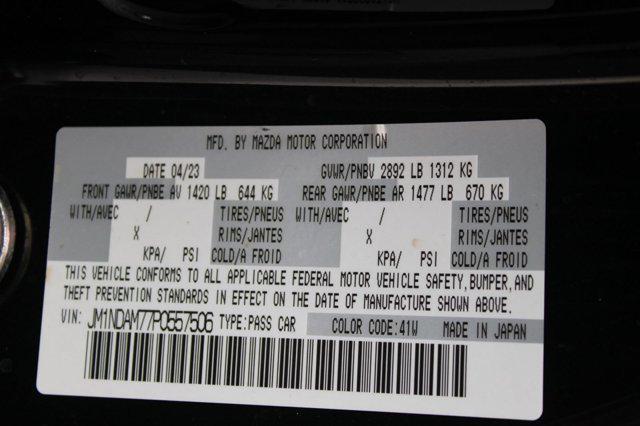 MFD. BY MAZDA MOTOR CORPORATION
DATE 04/23 GVWR/PNBV 2892 LB 1312 KG
FRONT GAWR/PNBE AV 1420 LB 644 KG REAR GAWR/PNBE AR 1477 LB 670 KG
WITH/AVEC / TIRES/PNEUS WITH/AVEC / TIRES/PNEUS
X RIMS/JANTES X RIMS/JANTES
KPA/ PSI COLD/A FROID KPA/ PSI COLD/A FROID
THIS VEHICLE CONFORMS TO ALL APPLICABLE FEDERAL MOTOR VEHICLE SAFETY, BUMPER, AND
THEFT PREVENTION STANDARDS IN EFFECT ON THE DATE OF MANUFACTURE SHOWN ABOVE.
VIN: JM1NDAM77P0557506 TYPE:PASS CAR COLOR CODE:41W MADE IN JAPAN